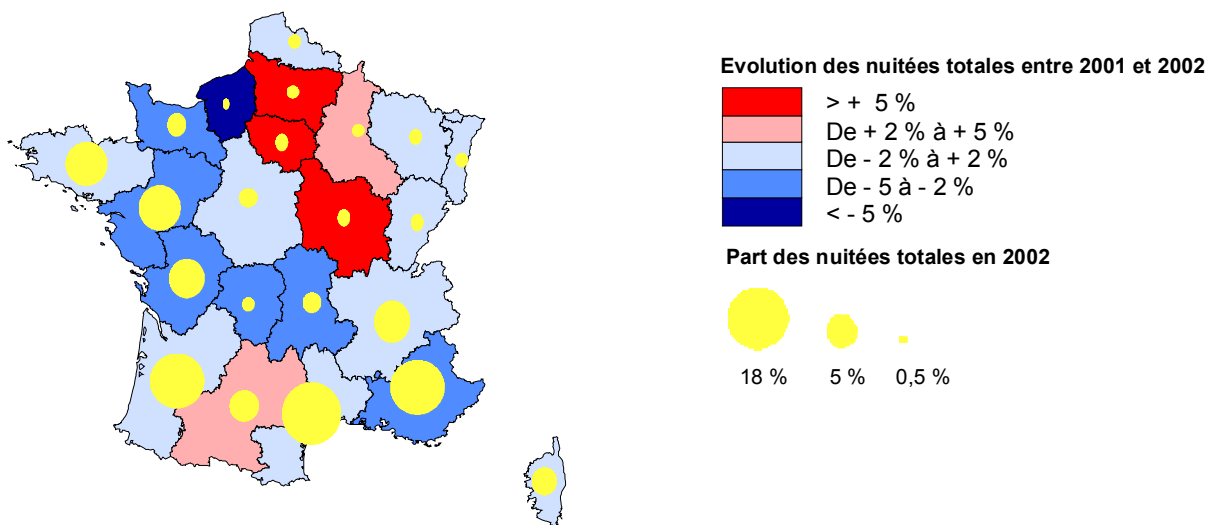 Evolution des nuitées totales entre 2001 et 2002
> + 5 %
De + 2 % à + 5 %
De - 2 % à + 2 %
De - 5 à - 2 %
< - 5 %
Part des nuitées totales en 2002
18 % 5 % 0,5 %